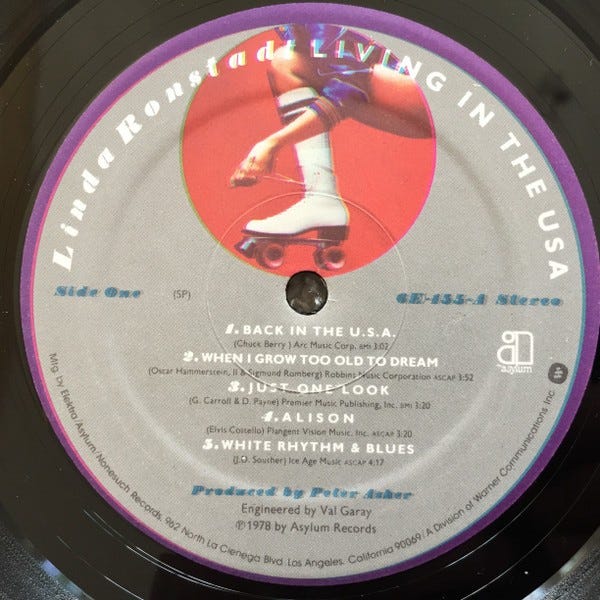 Linda Ronstadt LIVING IN THE USA
Side One (SP) 6E-155-A Stereo
1. BACK IN THE U.S.A.
(Chuck Berry) Arc Music Corp. BMI 3:02
2. WHEN I GROW TOO OLD TO DREAM
(Oscar Hammerstein, II & Sigmund Romberg) Robbins Music Corporation ASCAP 3:52
3. JUST ONE LOOK
(G. Carroll & D. Payne) Premier Music Publishing, Inc. BMI 3:20
4. ALISON
(Elvis Costello) Plangent Vision Music, Inc. ASCAP 3:20
5. WHITE RHYTHM & BLUES
(J.D. Souther) Ice Age Music ASCAP 4:17
Produced by Peter Asher
Engineered by Val Garay
℗1978 by Asylum Records
asylum
Mfg. by Elektra/Asylum/Nonesuch Records, 962 North La Cienega Blvd. Los Angeles, California 90069 / A Division of Warner Communications Inc.